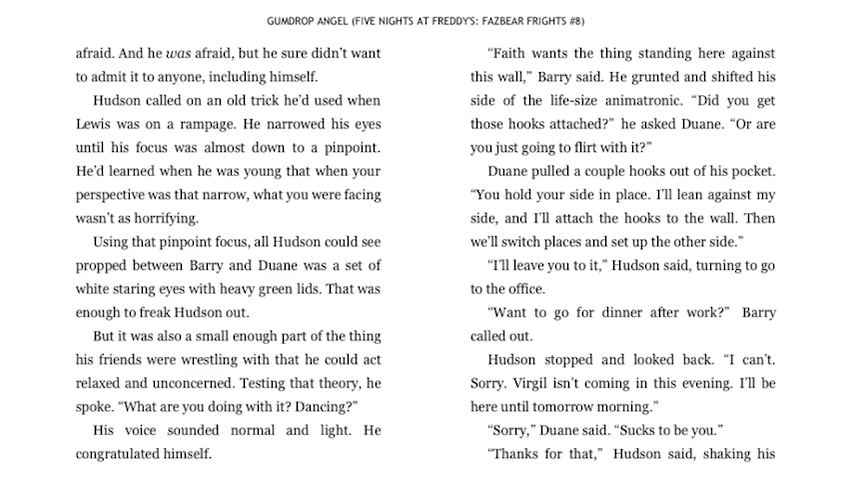 GUMDROP ANGEL (FIVE NIGHTS AT FREDDY'S: FAZBEAR FRIGHTS #8)
afraid. And he was afraid, but he sure didn’t want
to admit it to anyone, including himself.
Hudson called on an old trick he’d used when
Lewis was on a rampage. He narrowed his eyes
until his focus was almost down to a pinpoint.
He’d learned when he was young that when your
perspective was that narrow, what you were facing
wasn’t as horrifying.
Using that pinpoint focus, all Hudson could see
propped between Barry and Duane was a set of
white staring eyes with heavy green lids. That was
enough to freak Hudson out.
But it was also a small enough part of the thing
his friends were wrestling with that he could act
relaxed and unconcerned. Testing that theory, he
spoke. “What are you doing with it? Dancing?”
His voice sounded normal and light. He
congratulated himself.
“Faith wants the thing standing here against
this wall,” Barry said. He grunted and shifted his
side of the life-size animatronic. “Did you get
those hooks attached?” he asked Duane. “Or are
you just going to flirt with it?”
Duane pulled a couple hooks out of his pocket.
“You hold your side in place. I’ll lean against my
side, and I’ll attach the hooks to the wall. Then
we’ll switch places and set up the other side.”
“I’ll leave you to it,” Hudson said, turning to go
to the office.
“Want to go for dinner after work?” Barry
called out.
Hudson stopped and looked back. “I can’t.
Sorry. Virgil isn’t coming in this evening. I’ll be
here until tomorrow morning.”
“Sorry,” Duane said. “Sucks to be you.”
“Thanks for that,” Hudson said, shaking his